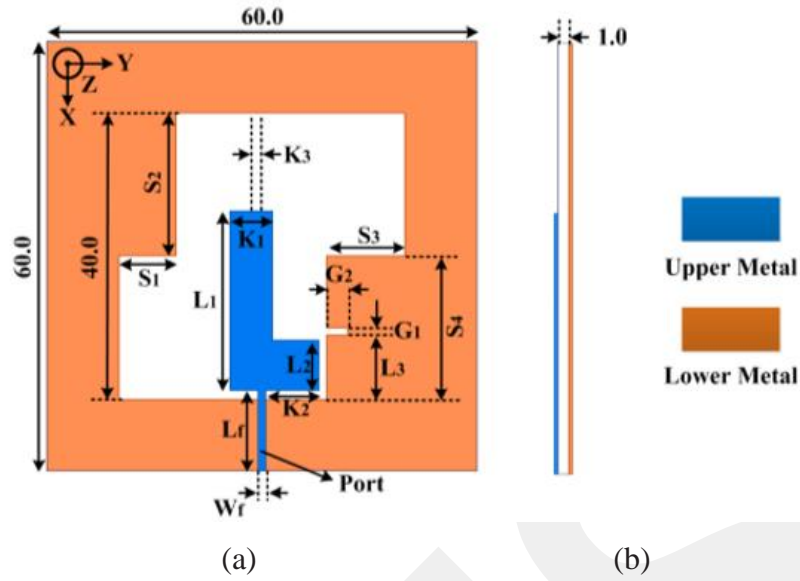 60.0
1.0
Y
Z
X
K3
S2
60.0
40.0
K1
S3
S1
G2
L1
G1
S4
L2
L3
K2
Lf
Port
Wf
Upper Metal
Lower Metal
(a)
(b)